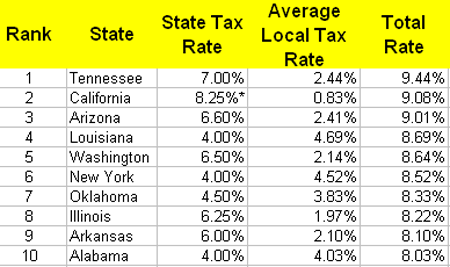 Rank State State Tax Rate Average Local Tax Rate Total Rate
1 Tennessee 7.00% 2.44% 9.44%
2 California 8.25%* 0.83% 9.08%
3 Arizona 6.60% 2.41% 9.01%
4 Louisiana 4.00% 4.69% 8.69%
5 Washington 6.50% 2.14% 8.64%
6 New York 4.00% 4.52% 8.52%
7 Oklahoma 4.50% 3.83% 8.33%
8 Illinois 6.25% 1.97% 8.22%
9 Arkansas 6.00% 2.10% 8.10%
10 Alabama 4.00% 4.03% 8.03%